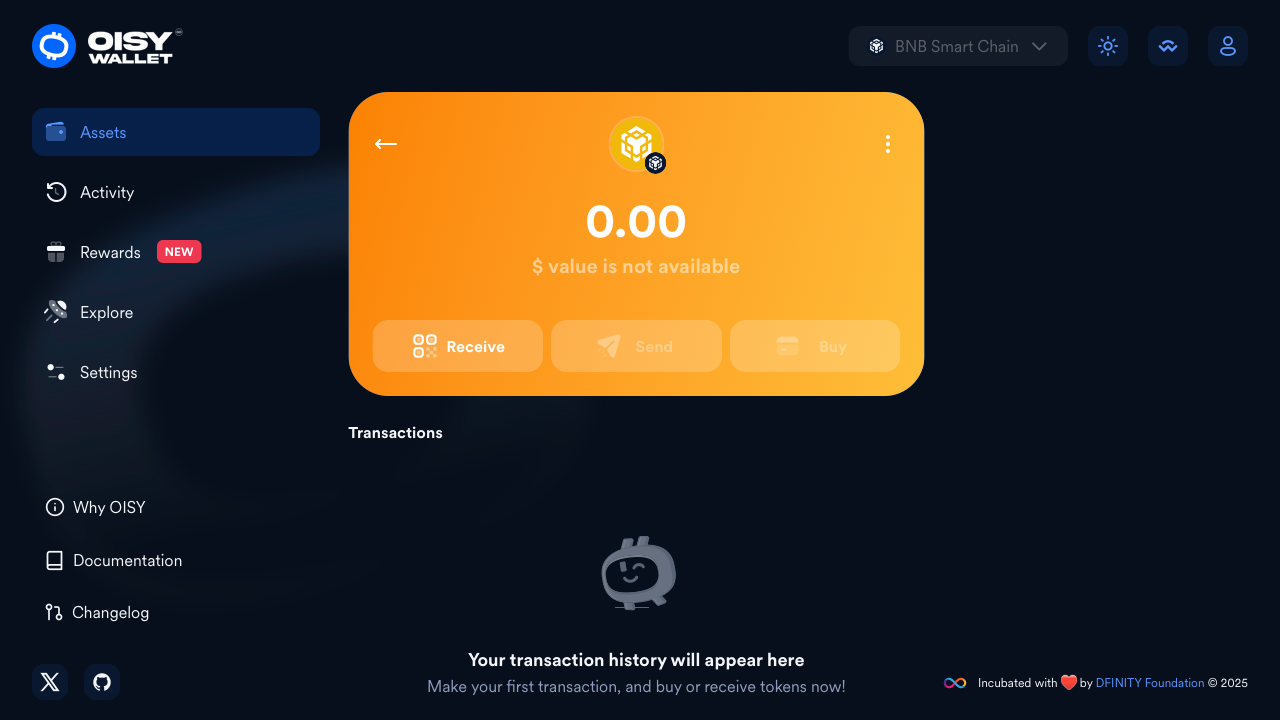 OISY
WALLET
BNB Smart Chain
Assets
Activity
Rewards NEW
Explore
Settings
Why OISY
Documentation
Changelog
0.00
$ value is not available
Receive
Send
Buy
Transactions
Your transaction history will appear here
Make your first transaction, and buy or receive tokens now!
Incubated with ❤️ by DFINITY Foundation © 2025